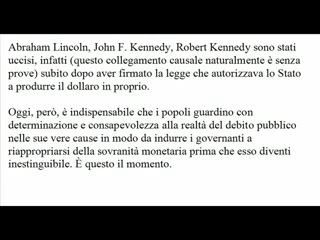 Abraham Lincoln, John F. Kennedy, Robert Kennedy sono stati
uccisi, infatti (questo collegamento causale naturalmente è senza
prove) subito dopo aver firmato la legge che autorizzava lo Stato
a produrre il dollaro in proprio.
Oggi, però, è indispensabile che i popoli guardino con
determinazione e consapevolezza alla realtà del debito pubblico
nelle sue vere cause in modo da indurre i governanti a
riappropriarsi della sovranità monetaria prima che esso diventi
inestinguibile. È questo il momento.